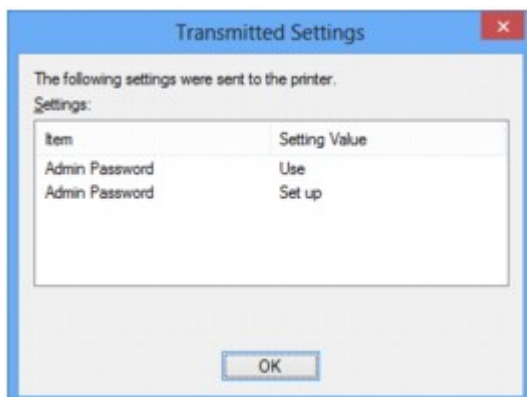 Transmitted Settings
The following settings were sent to the printer.
Settings:
Item Setting Value
Admin Password Use
Admin Password Set up
OK